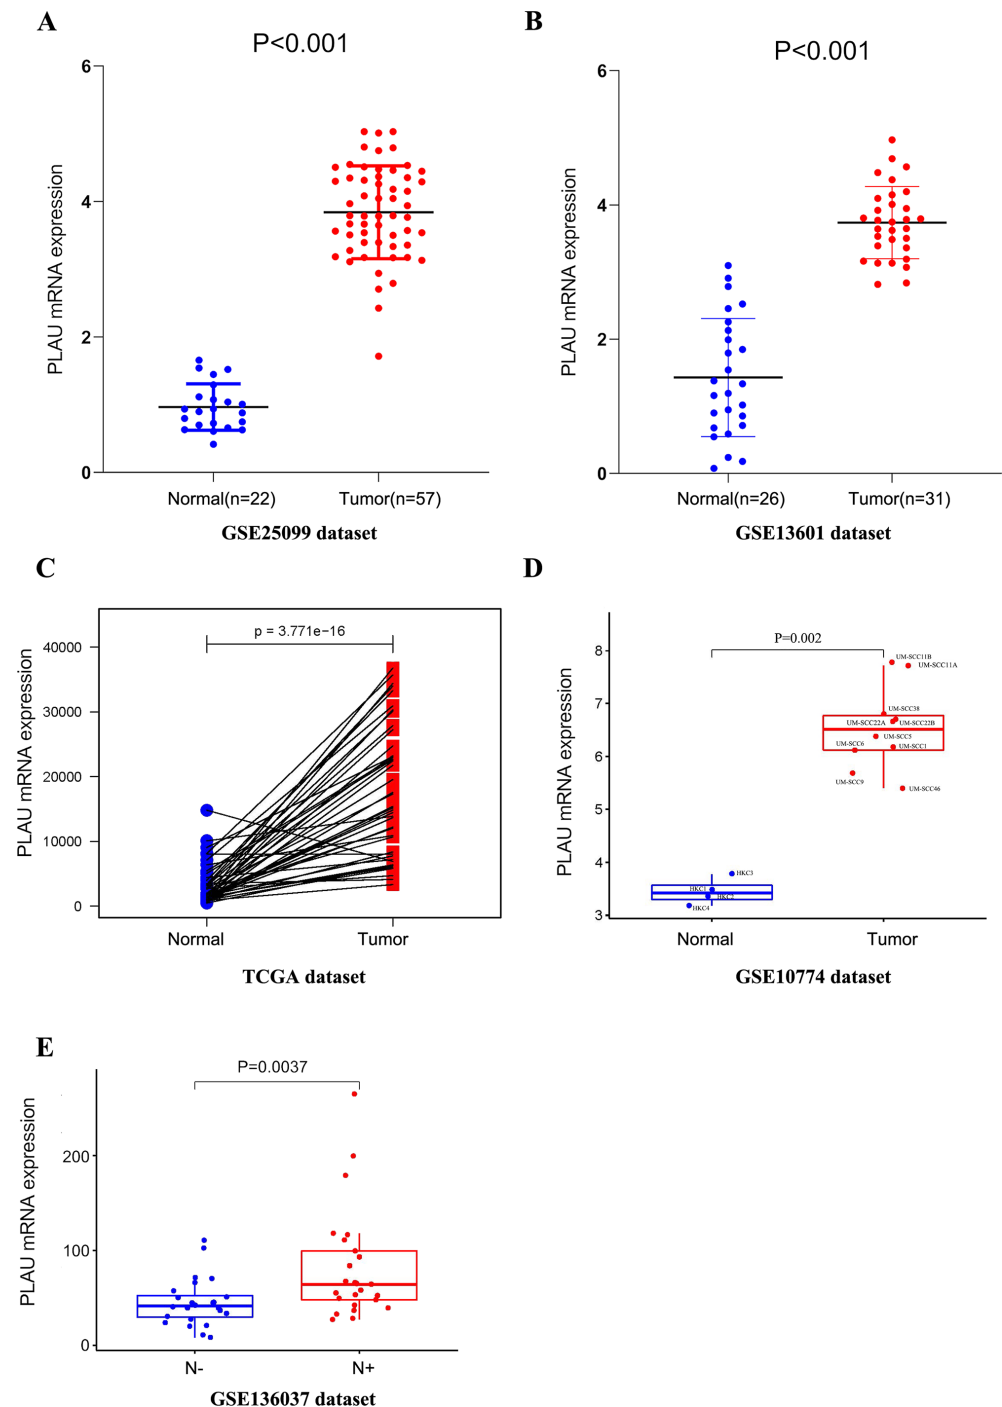 A
P<0.001
6
4
2
0
PLAU mRNA expression
Normal(n=22)
Tumor(n=57)
GSE25099 dataset
B
P<0.001
6
4
2
0
PLAU mRNA expression
Normal(n=26)
Tumor(n=31)
GSE13601 dataset
C
p = 3.771e−16
40000
30000
20000
10000
0
PLAU mRNA expression
Normal
Tumor
TCGA dataset
D
P=0.002
8
7
6
5
4
3
PLAU mRNA expression
UM-SCC11B
UM-SCC11A
UM-SCC38
UM-SCC22A
UM-SCC22B
UM-SCC5
UM-SCC6
UM-SCC1
UM-SCC9
UM-SCC46
HKC3
HKC1
HKC2
HKC4
Normal
Tumor
GSE10774 dataset
E
P=0.0037
200
100
0
PLAU mRNA expression
N-
N+
GSE136037 dataset